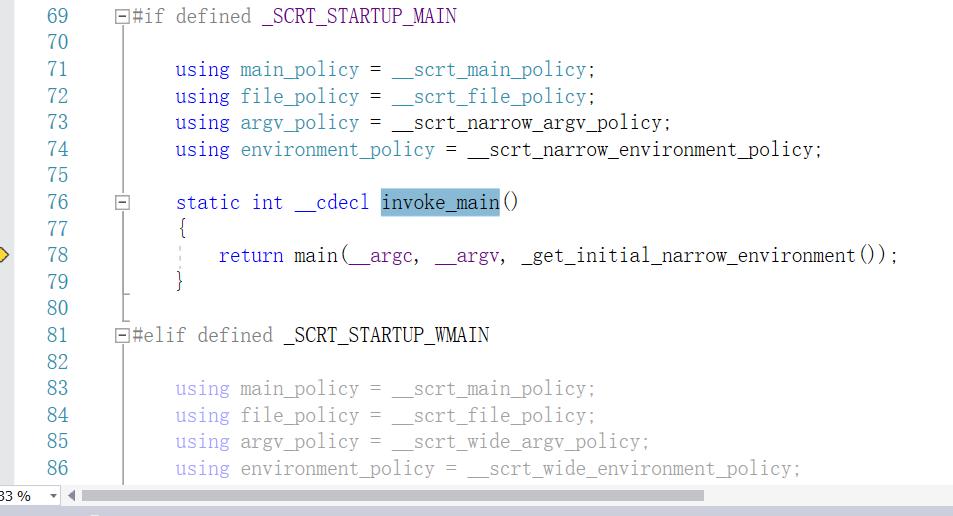 69 #if defined _SCRT_STARTUP_MAIN
70
71 using main_policy = __scrt_main_policy;
72 using file_policy = __scrt_file_policy;
73 using argv_policy = __scrt_narrow_argv_policy;
74 using environment_policy = __scrt_narrow_environment_policy;
75
76 static int __cdecl invoke_main()
77 {
78 return main(__argc, __argv, _get_initial_narrow_environment());
79 }
80
81 #elif defined _SCRT_STARTUP_WMAIN
82
83 using main_policy = __scrt_main_policy;
84 using file_policy = __scrt_file_policy;
85 using argv_policy = __scrt_wide_argv_policy;
86 using environment_policy = __scrt_wide_environment_policy;
33 %